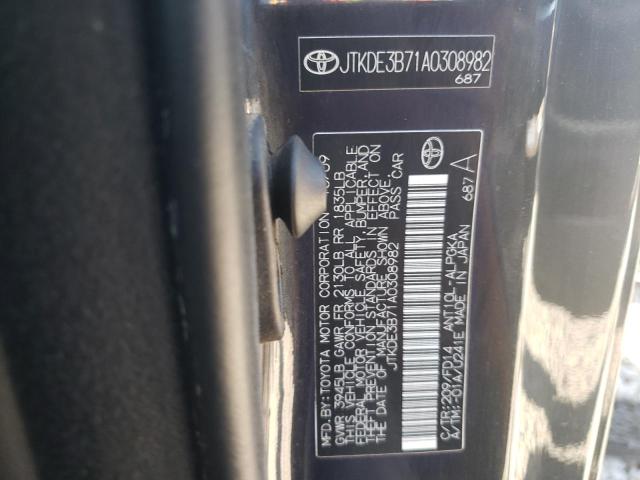 JTKDE3B71A0308982
687
MFD.BY:TOYOTA MOTOR CORPORATION
GVWR 3945LB GAWR FR 2130LB RR 1835LB
THIS VEHICLE CONFORMS TO ALL APPLICABLE
FEDERAL MOTOR VEHICLE SAFETY, BUMPER,AND
THEFT PREVENTION STANDARDS IN EFFECT ON
THE DATE OF MANUFACTURE SHOWN ABOVE.
JTKDE3B71A0308982 PASS CAR
687 A
C/TR:209/FD14 ANT10L-ALPGKA
A/TM:-01A/U241E MADE IN JAPAN